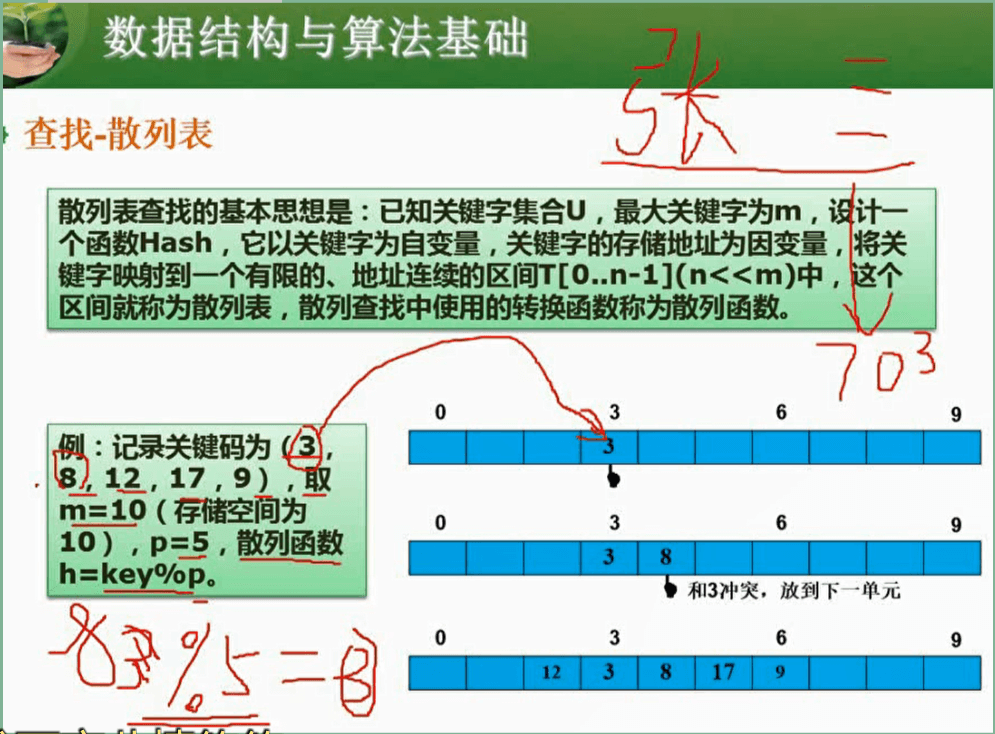 数据结构与算法基础
张
查找-散列表
散列表查找的基本思想是：已知关键字集合U，最大关键字为m，设计一
个函数Hash，它以关键字为自变量，关键字的存储地址为因变量，将关
键字映射到一个有限的、地址连续的区间T[0..n-1](n<<m)中，这个
区间就称为散列表，散列查找中使用的转换函数称为散列函数。
703
例：记录关键码为（3，
8，12，17，9），取
m=10（存储空间为
10），p=5，散列函数
h=key%p。
0 3 6 9
3
0 3 6 9
3 8
和3冲突，放到下一单元
0 3 6 9
12 3 8 17 9
8 % 5 = 3